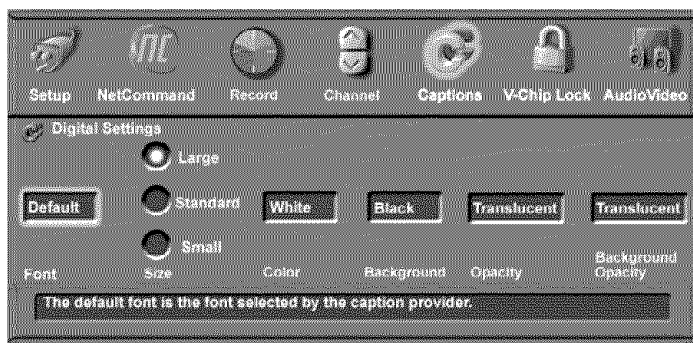 Setup NetCommand Record Channel Captions V-Chip Lock AudioVideo
Digital Settings
Large
Standard
Small
Default White Black Translucent Translucent
Font Size Color Background Opacity Background Opacity
The default font is the font selected by the caption provider.